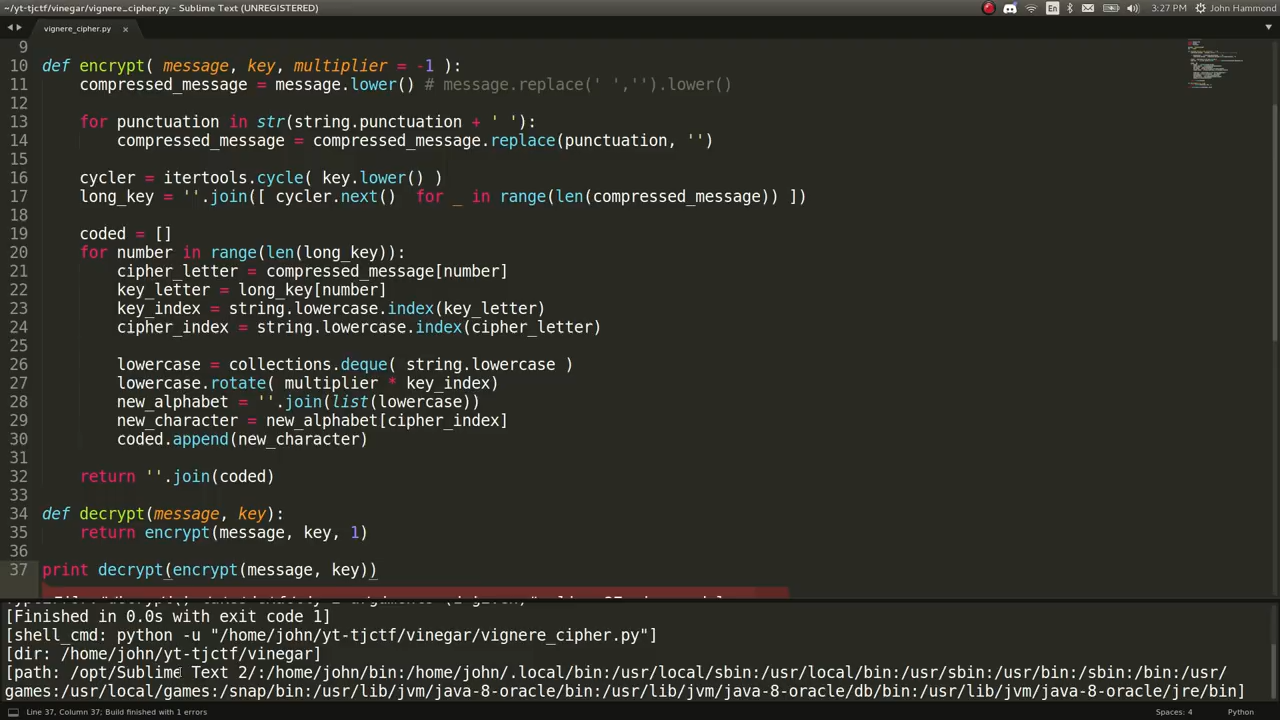 ~/yt-tjctf/vinegar/vignere_cipher.py - Sublime Text (UNREGISTERED)
En
3:27 PM
John Hammond
vignere_cipher.py ×
9
10 def encrypt( message, key, multiplier = -1 ):
11 compressed_message = message.lower() # message.replace(' ','').lower()
12
13 for punctuation in str(string.punctuation + ' '):
14 compressed_message = compressed_message.replace(punctuation, '')
15
16 cycler = itertools.cycle( key.lower() )
17 long_key = ''.join([ cycler.next() for _ in range(len(compressed_message)) ])
18
19 coded = []
20 for number in range(len(long_key)):
21 cipher_letter = compressed_message[number]
22 key_letter = long_key[number]
23 key_index = string.lowercase.index(key_letter)
24 cipher_index = string.lowercase.index(cipher_letter)
25
26 lowercase = collections.deque( string.lowercase )
27 lowercase.rotate( multiplier * key_index)
28 new_alphabet = ''.join(list(lowercase))
29 new_character = new_alphabet[cipher_index]
30 coded.append(new_character)
31
32 return ''.join(coded)
33
34 def decrypt(message, key):
35 return encrypt(message, key, 1)
36
37 print decrypt(encrypt(message, key))
[Finished in 0.0s with exit code 1]
[shell_cmd: python -u "/home/john/yt-tjctf/vinegar/vignere_cipher.py"]
[dir: /home/john/yt-tjctf/vinegar]
[path: /opt/Sublime Text 2/:/home/john/bin:/home/john/.local/bin:/usr/local/sbin:/usr/local/bin:/usr/sbin:/usr/bin:/sbin:/bin:/usr/
games:/usr/local/games:/snap/bin:/usr/lib/jvm/java-8-oracle/bin:/usr/lib/jvm/java-8-oracle/db/bin:/usr/lib/jvm/java-8-oracle/jre/bin]
Line 37, Column 37; Build finished with 1 errors
Spaces: 4
Python